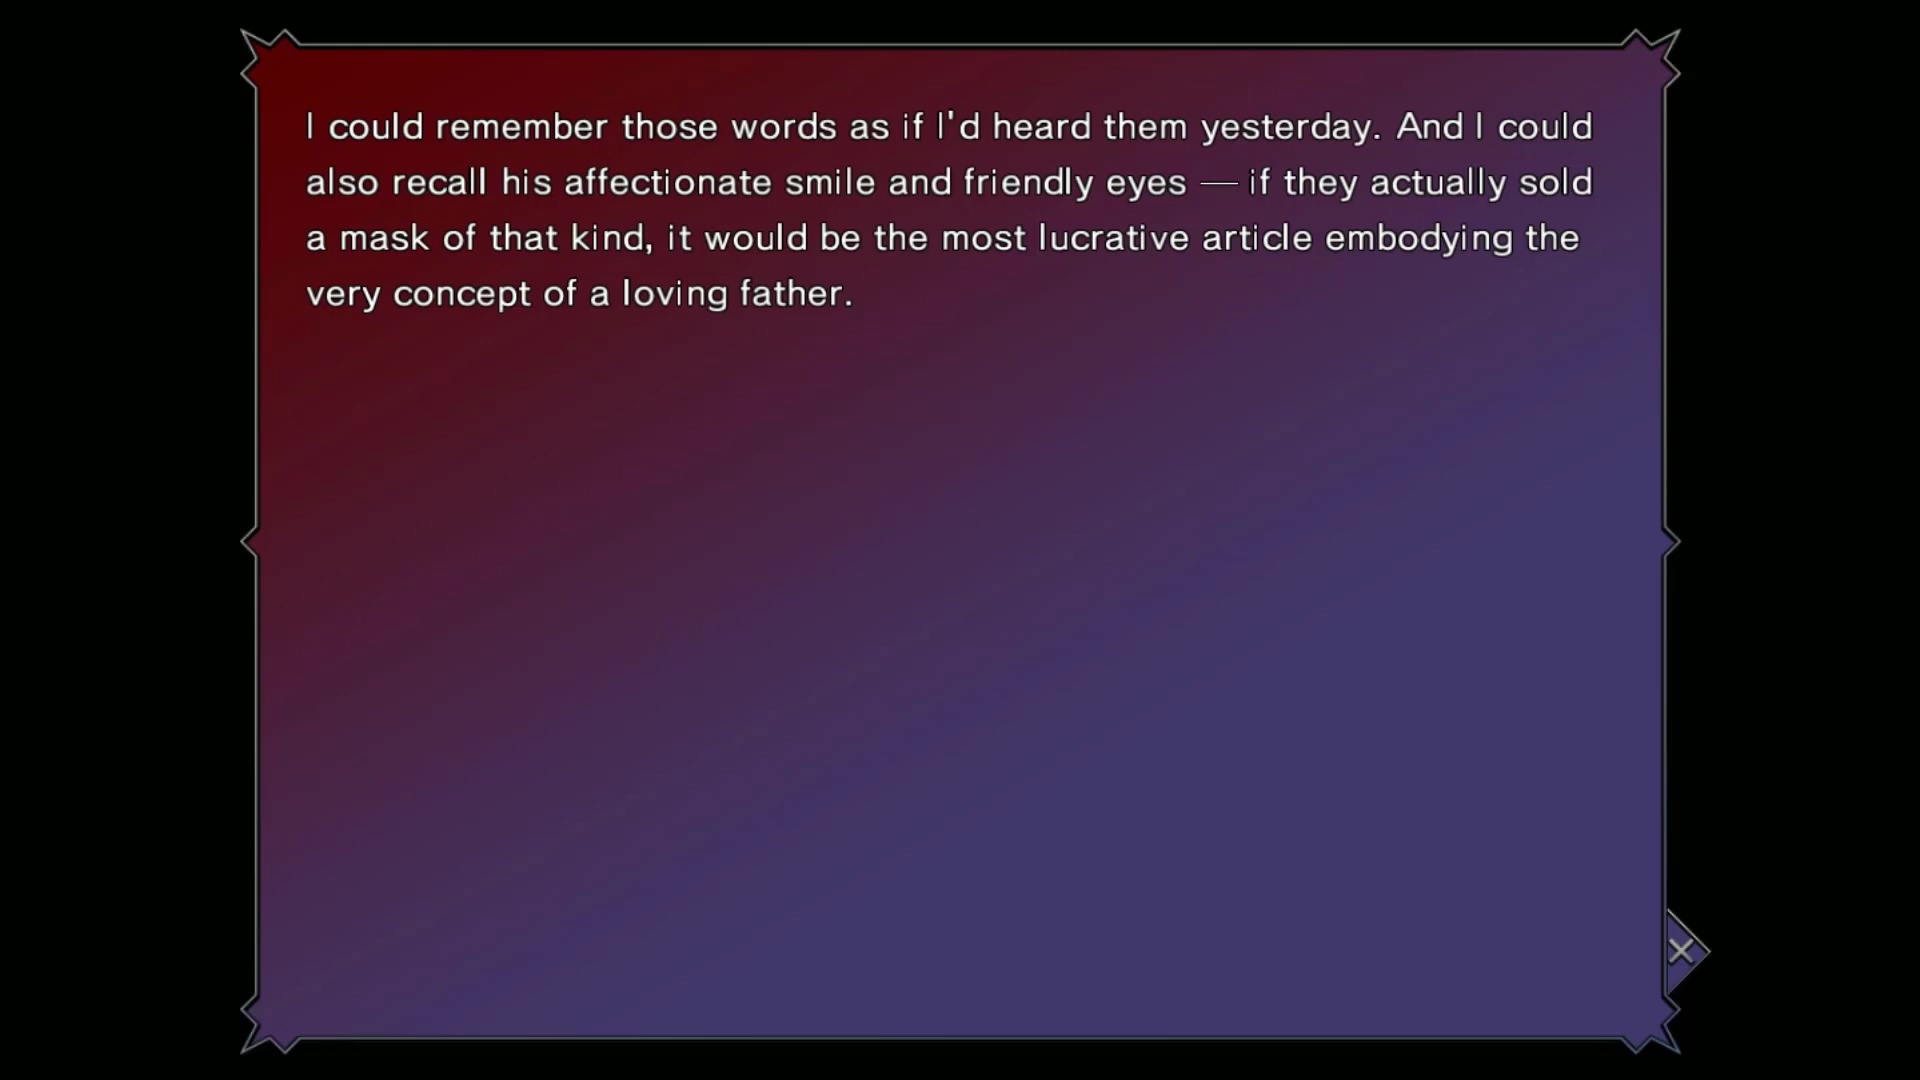 I could remember those words as if I'd heard them yesterday. And I could
also recall his affectionate smile and friendly eyes — if they actually sold
a mask of that kind, it would be the most lucrative article embodying the
very concept of a loving father.